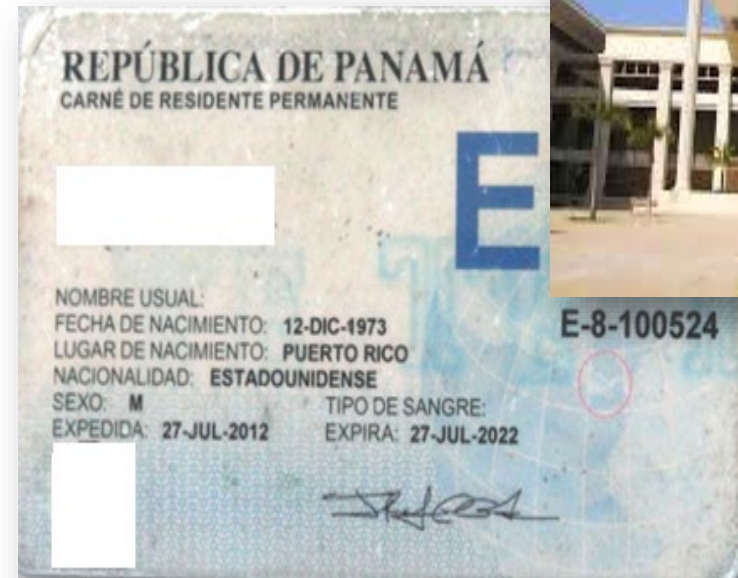 REPÚBLICA DE PANAMÁ
CARNÉ DE RESIDENTE PERMANENTE
E
NOMBRE USUAL:
FECHA DE NACIMIENTO: 12-DIC-1973
LUGAR DE NACIMIENTO: PUERTO RICO
NACIONALIDAD: ESTADOUNIDENSE
SEXO: M TIPO DE SANGRE:
EXPEDIDA: 27-JUL-2012 EXPIRA: 27-JUL-2022
E-8-100524